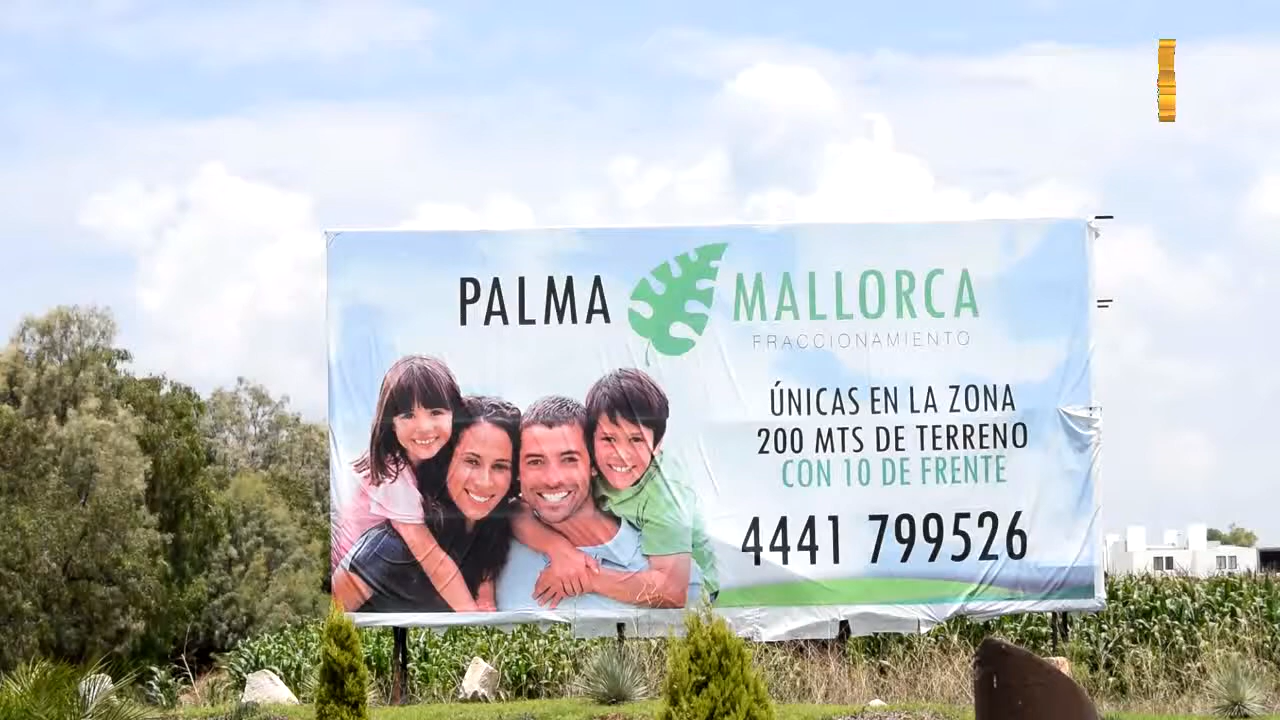 PALMA MALLORCA
FRACCIONAMIENTO
ÚNICAS EN LA ZONA
200 MTS DE TERRENO
CON 10 DE FRENTE
4441 799526